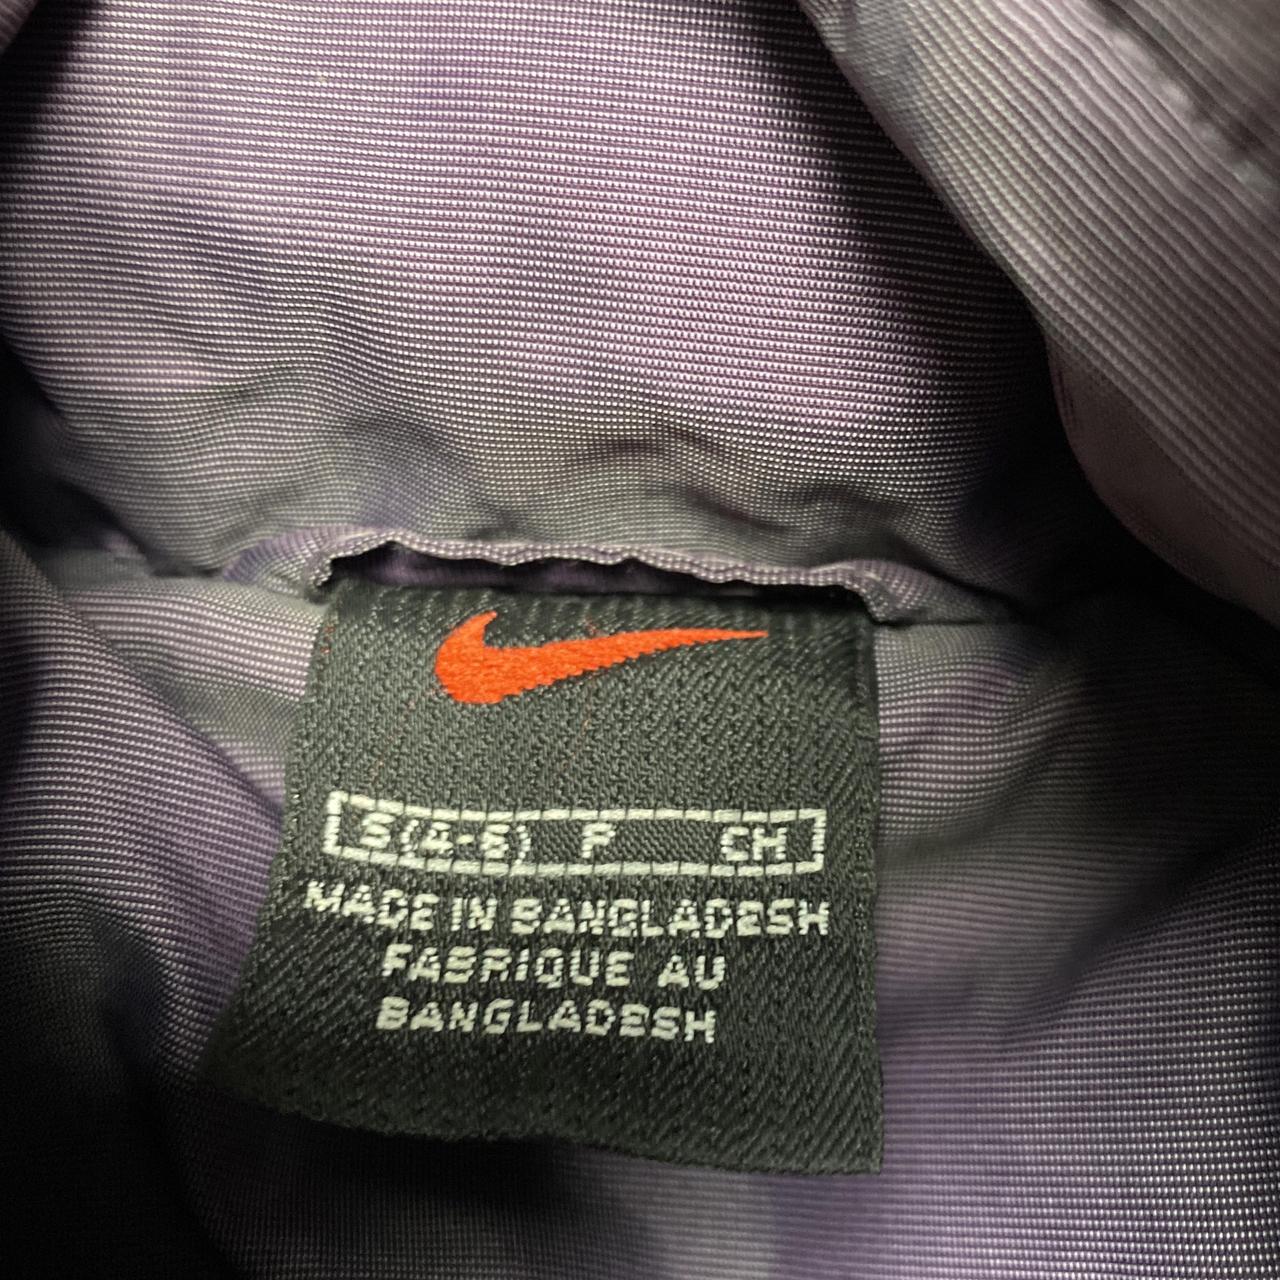 S(4-6) P CH
MADE IN BANGLADESH
FABRIQUE AU
BANGLADESH